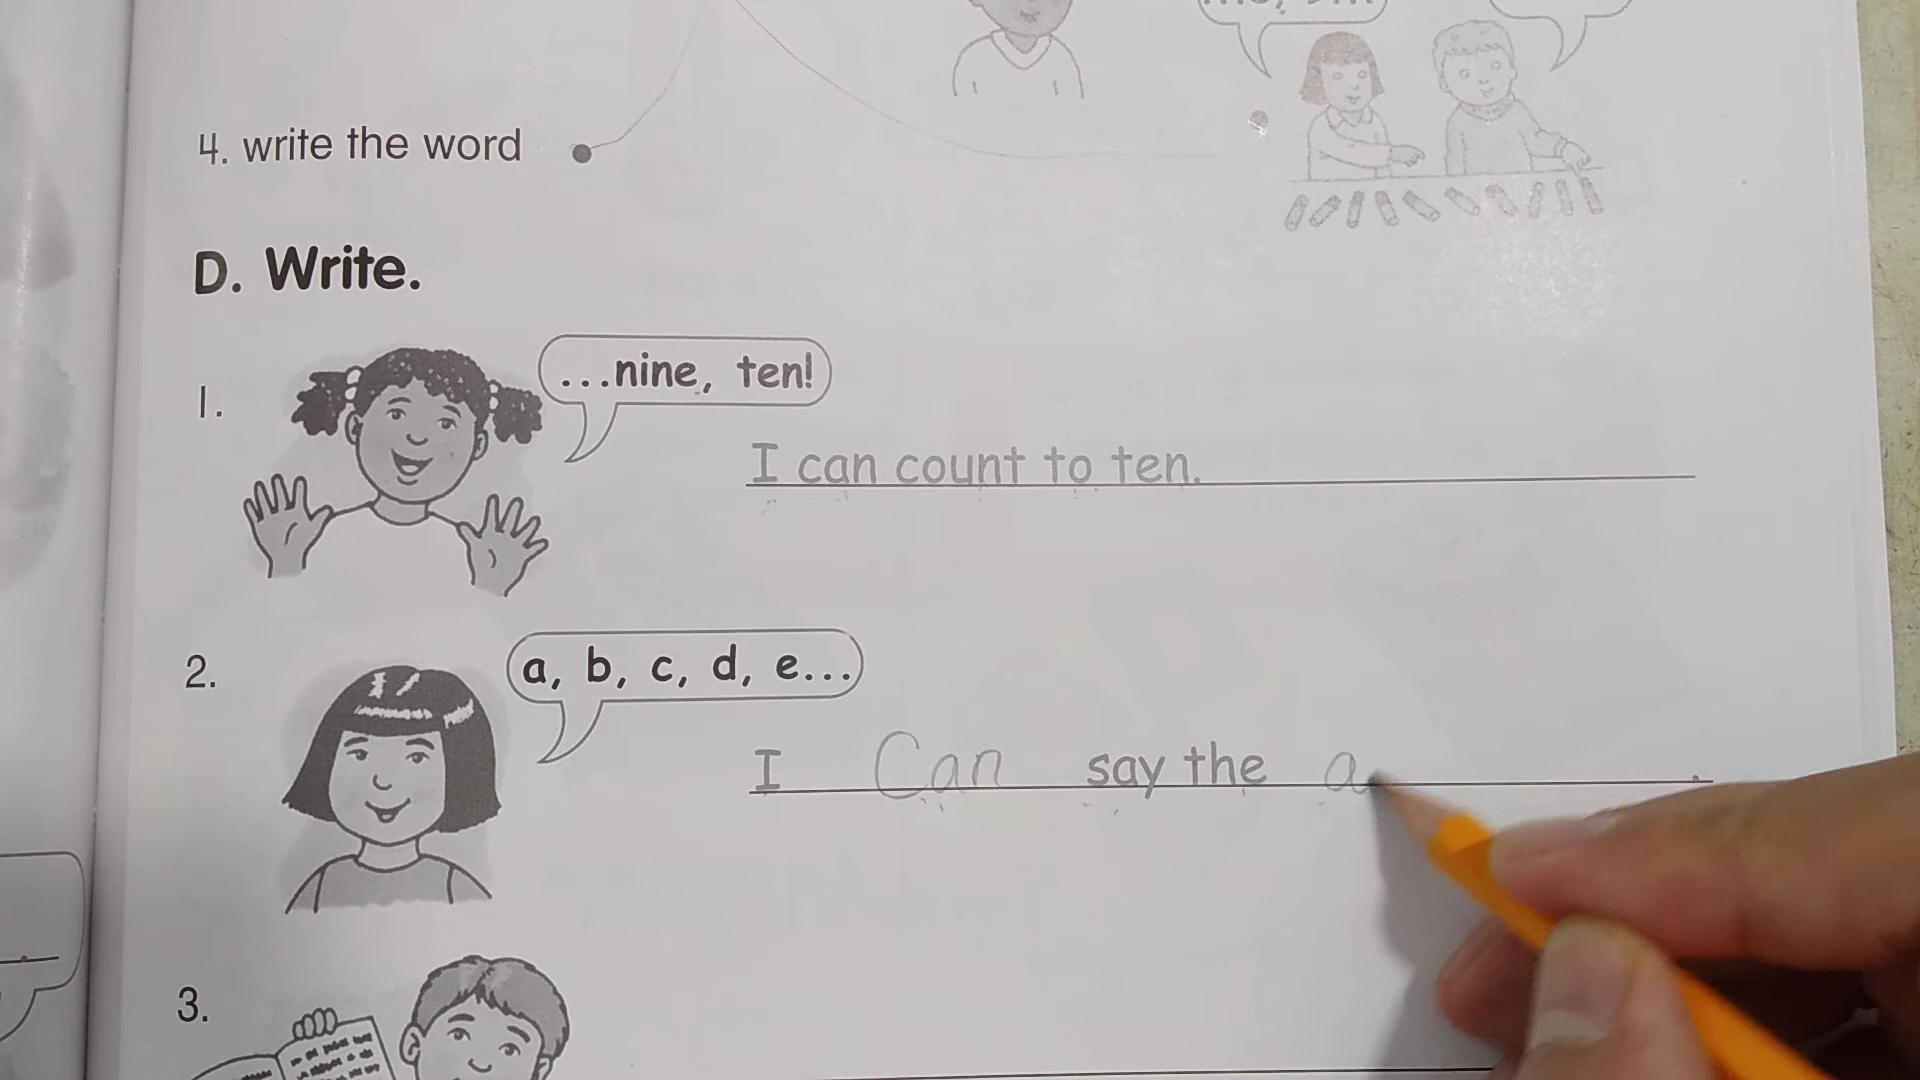 4. write the word
D. Write.
1.
...nine, ten!
I can count to ten.
2.
a, b, c, d, e...
I Can say the a
3.